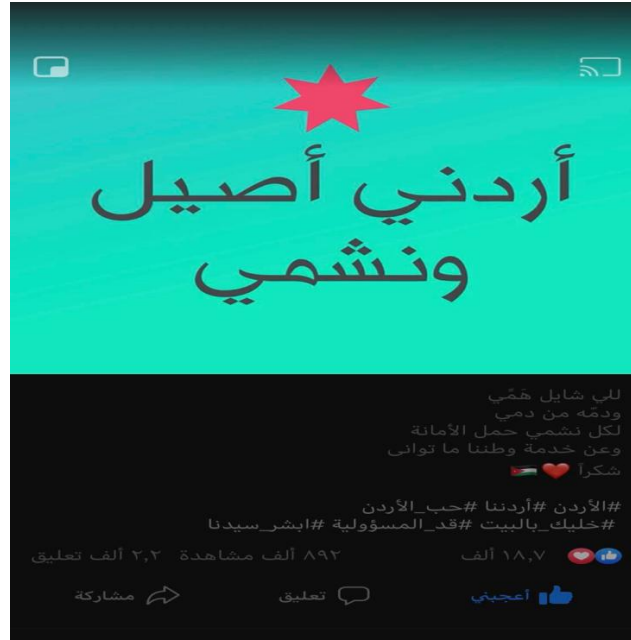 أردني أصيل
ونشمي
للي شايل هَمّي
ودمّه من دمي
لكل نشمي حمل الأمانة
وعن خدمة وطننا ما توانى
شكراً ❤️🇯🇴
#الأردن #أردننا #حب_الأردن
#خليك_بالبيت #قد_المسؤولية #ابشر_سيدنا
١٨,٧ ألف ٨٩٢ ألف مشاهدة ٢,٢ ألف تعليق
أعجبني تعليق مشاركة